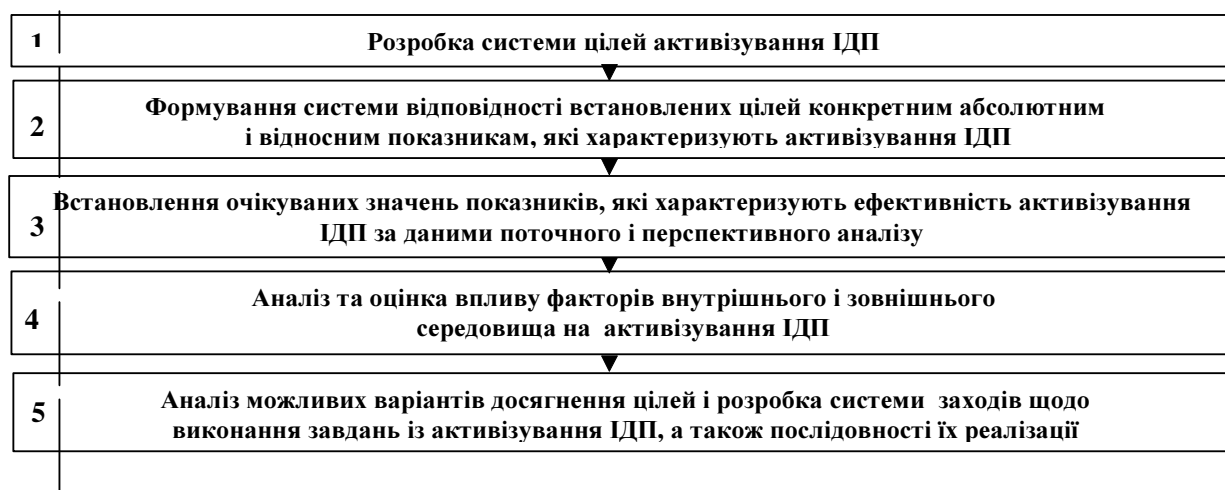 1
Розробка системи цілей активізування ІДП
Формування системи відповідності встановлених цілей конкретним абсолютним
2
і відносним показникам, які характеризують активізування ІДП
Встановлення очікуваних значень показників, які характеризують ефективність активізування
3
ІДП за даними поточного і перспективного аналізу
Аналіз та оцінка впливу факторів внутрішнього і зовнішнього
4
середовища на активізування ІДП
Аналіз можливих варіантів досягнення цілей і розробка системи заходів щодо
5
виконання завдань із активізування ІДП, а також послідовності їх реалізації